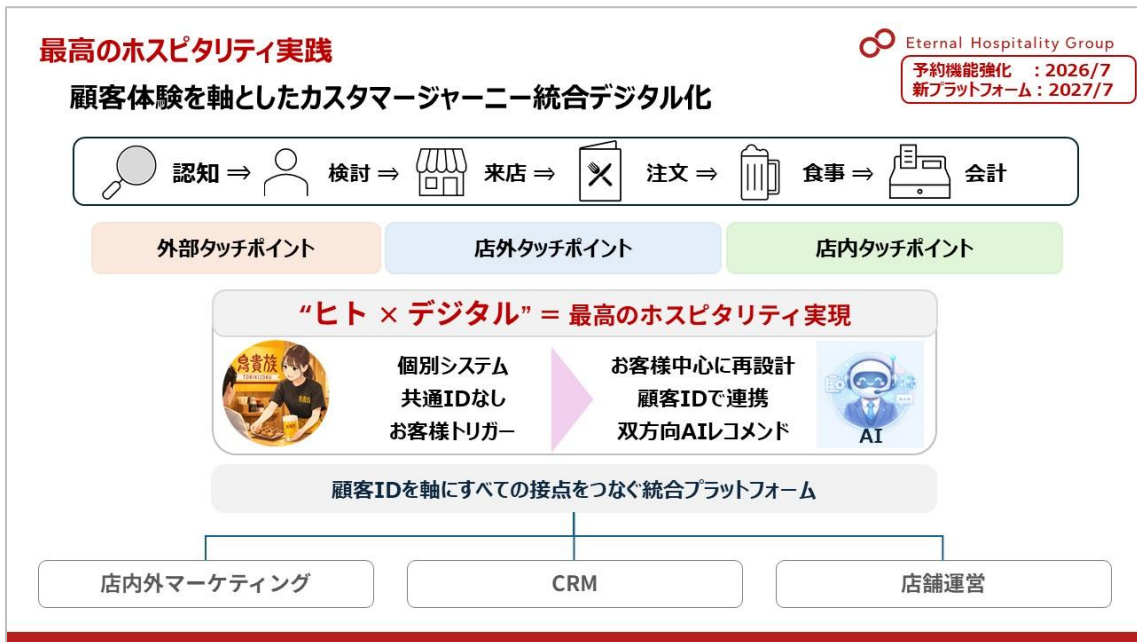 最高のホスピタリティ実践
Eternal Hospitality Group
予約機能強化 ：2026/7
新プラットフォーム：2027/7
顧客体験を軸としたカスタマージャーニー統合デジタル化
認知 ⇒ 検討 ⇒ 来店 ⇒ 注文 ⇒ 食事 ⇒ 会計
外部タッチポイント 店外タッチポイント 店内タッチポイント
“ヒト × デジタル” = 最高のホスピタリティ実現
鳥貴族
TORIKIZOKU
個別システム
共通IDなし
お客様トリガー
お客様中心に再設計
顧客IDで連携
双方向AIレコメンド
AI
顧客IDを軸にすべての接点をつなぐ統合プラットフォーム
店内外マーケティング CRM 店舗運営